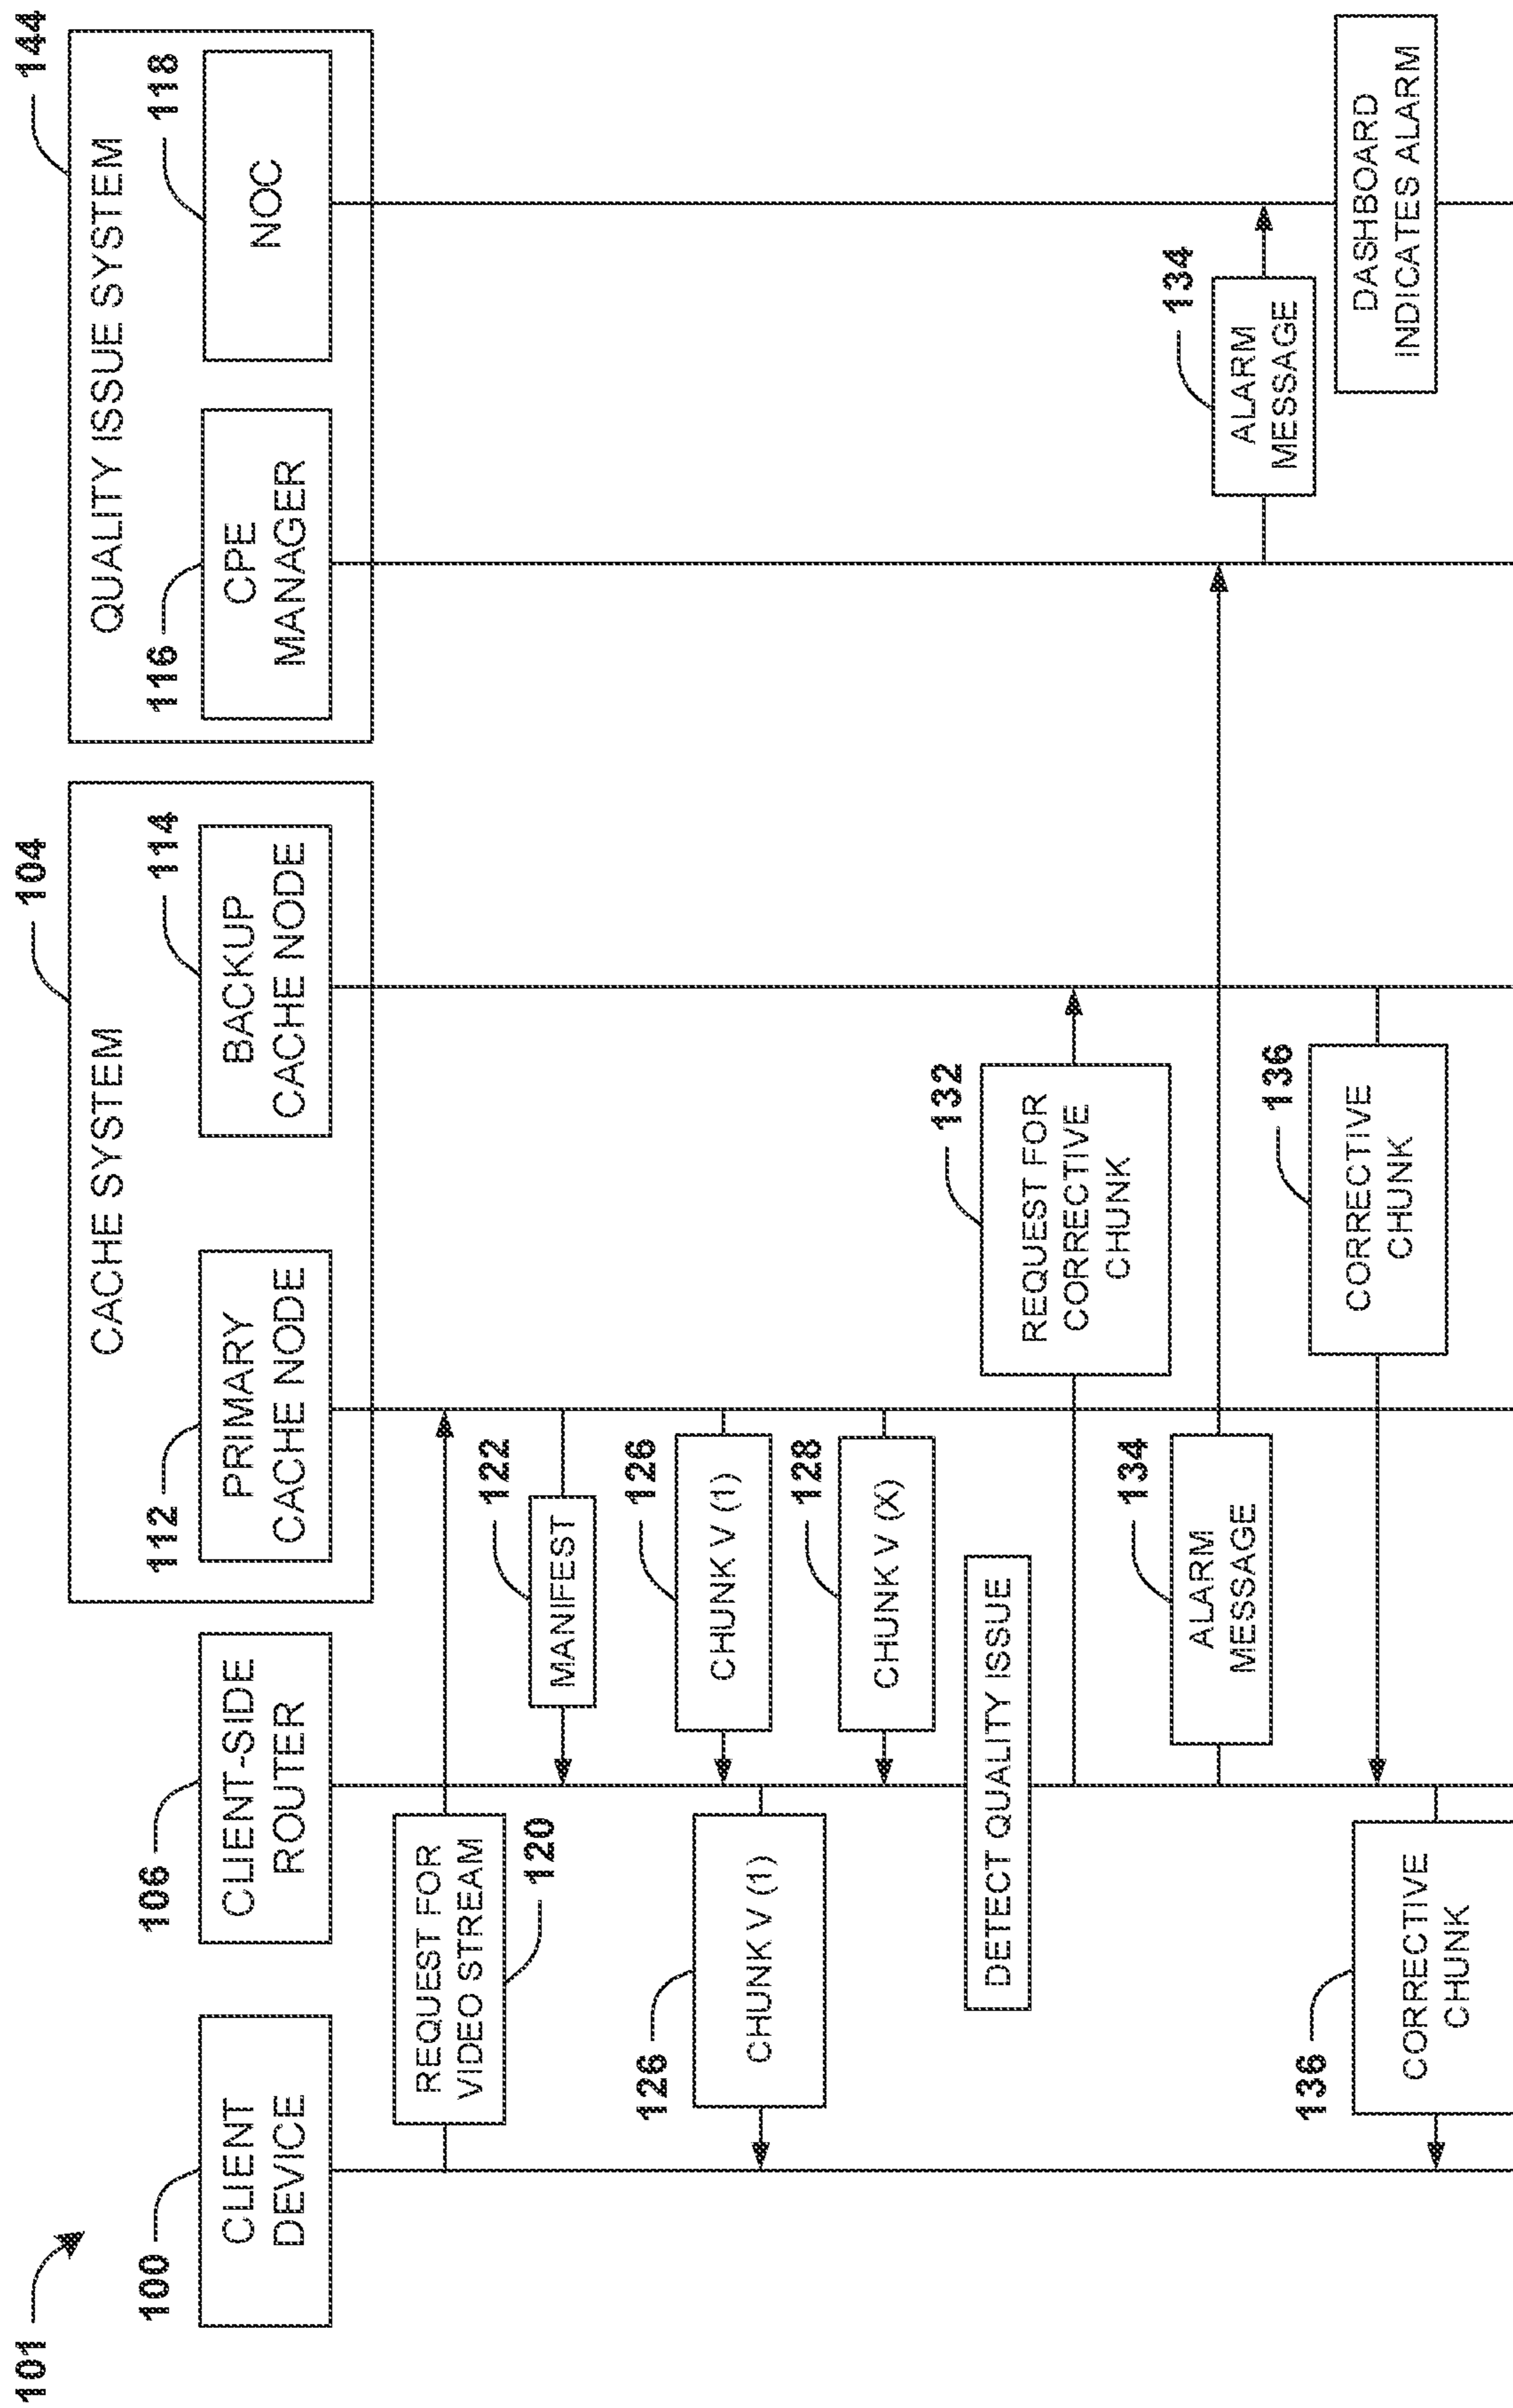 101
100
CLIENT
DEVICE
106
CLIENT-SIDE
ROUTER
104
CACHE SYSTEM
112
PRIMARY
CACHE NODE
114
BACKUP
CACHE NODE
144
QUALITY ISSUE SYSTEM
116
CPE
MANAGER
118
NOC
REQUEST FOR
VIDEO STREAM
120
122
MANIFEST
126
CHUNK V (1)
126
CHUNK V (1)
128
CHUNK V (X)
DETECT QUALITY ISSUE
132
REQUEST FOR
CORRECTIVE
CHUNK
134
ALARM
MESSAGE
134
ALARM
MESSAGE
136
CORRECTIVE
CHUNK
DASHBOARD
INDICATES ALARM
136
CORRECTIVE
CHUNK